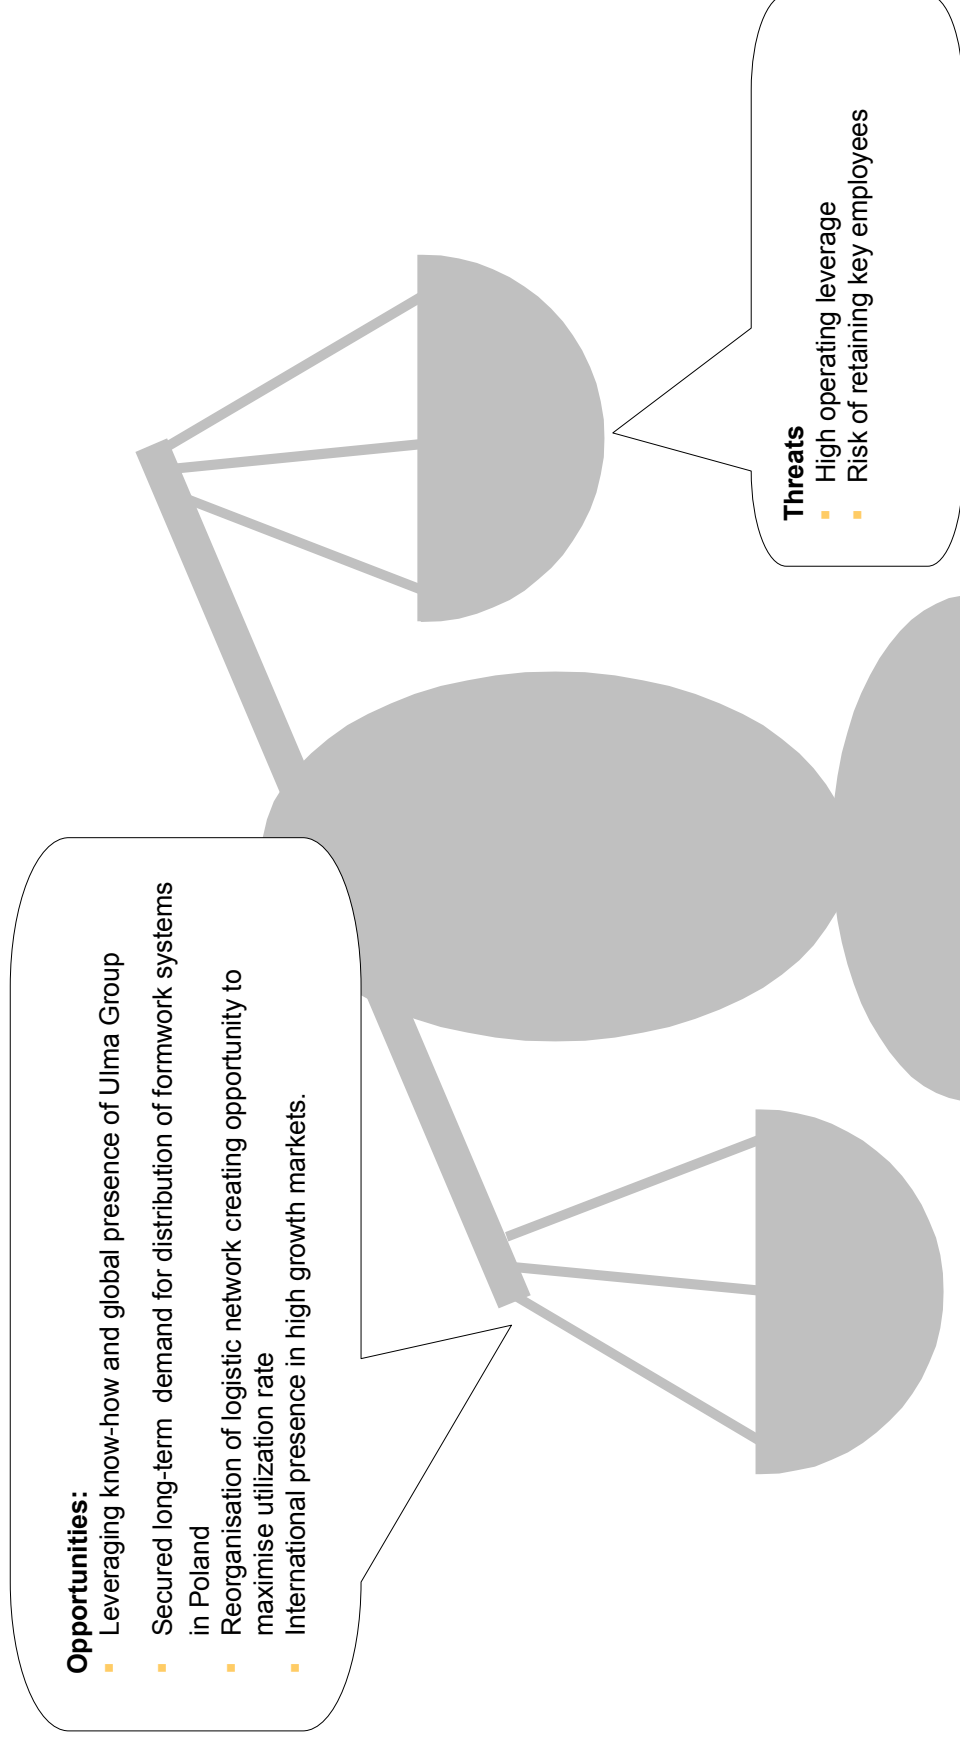 Opportunities:
▪ Leveraging know-how and global presence of Ulma Group
▪ Secured long-term  demand for distribution of formwork systems
in Poland
▪ Reorganisation of logistic network creating opportunity to
maximise utilization rate
▪ International presence in high growth markets.
Threats
▪ High operating leverage
▪ Risk of retaining key employees